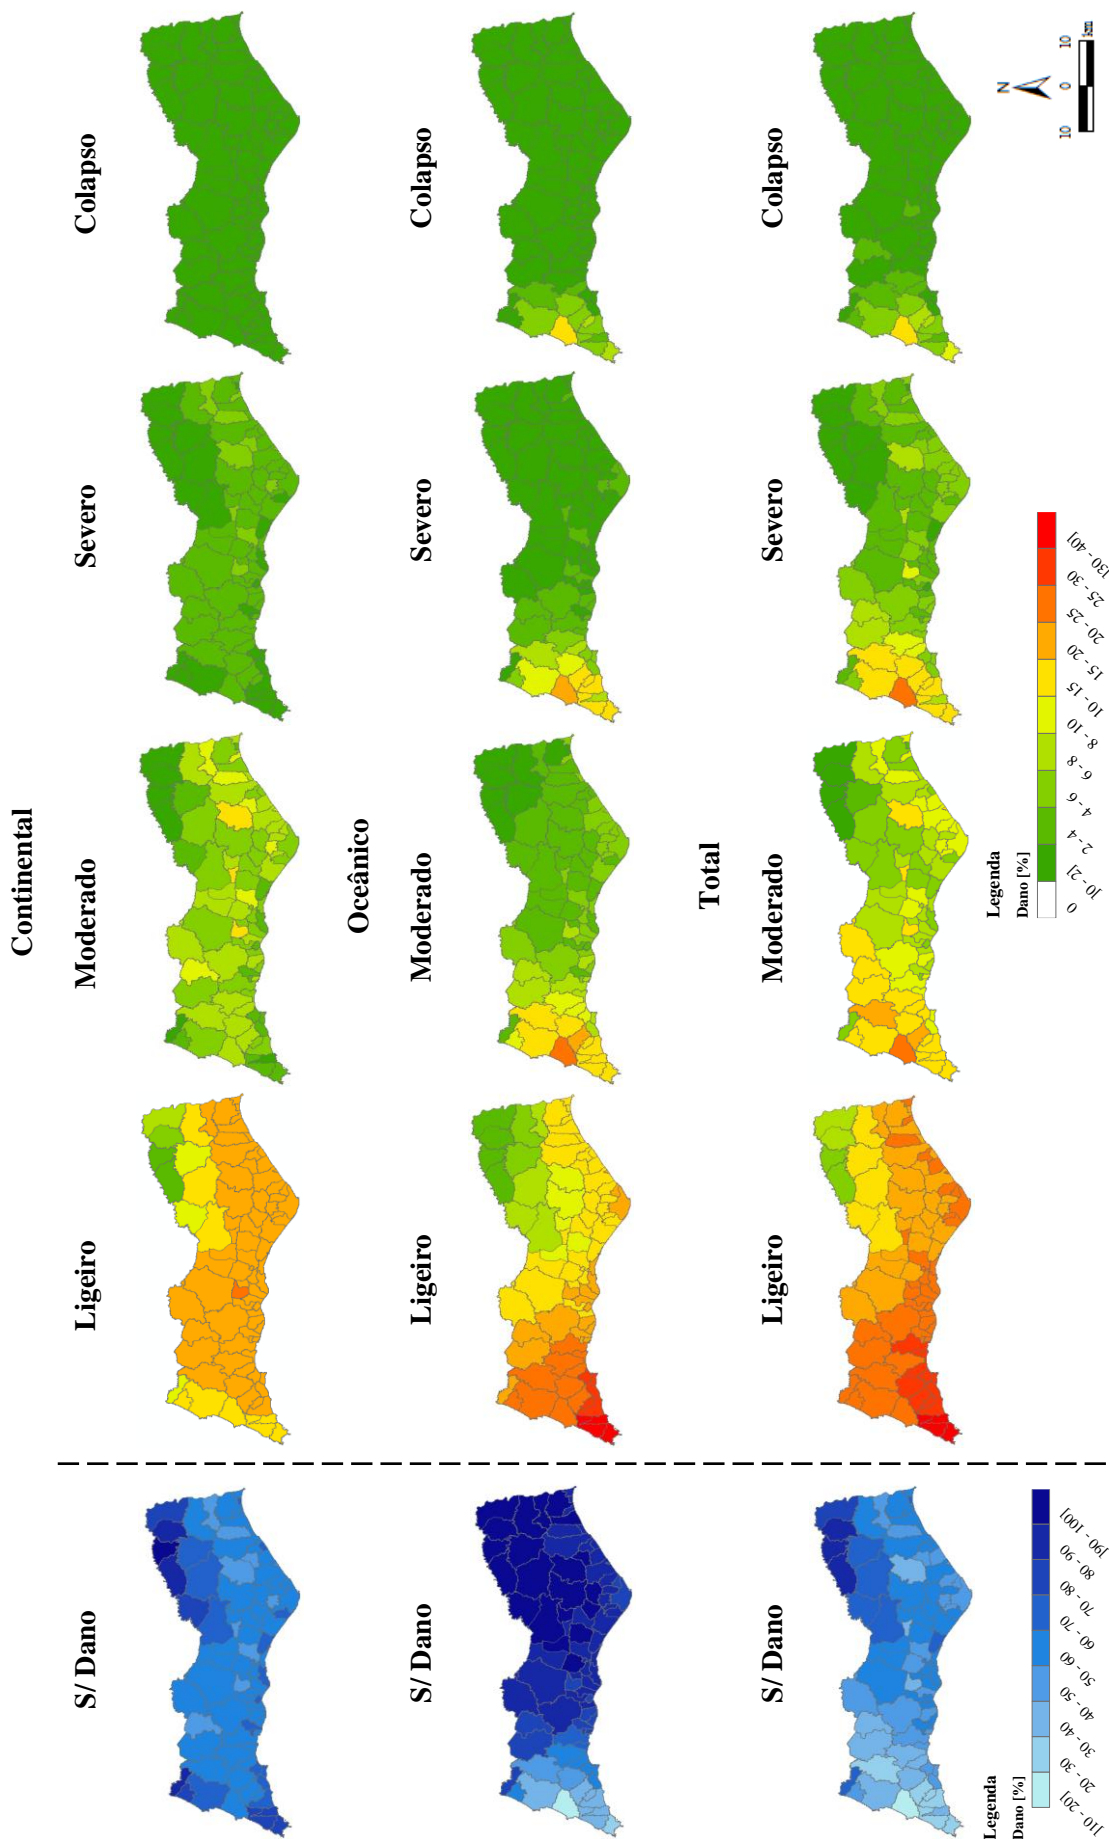 Continental
S/ Dano
Ligeiro
Moderado
Severo
Colapso
Oceânico
S/ Dano
Ligeiro
Moderado
Severo
Colapso
Total
S/ Dano
Ligeiro
Moderado
Severo
Colapso
Legenda
Dano [%]
]10 - 20]
20 - 30
30 - 40
40 - 50
50 - 60
60 - 70
70 - 80
80 - 90
]90 - 100]
Legenda
Dano [%]
0
]0 - 2]
2 - 4
4 - 6
6 - 8
8 - 10
10 - 15
15 - 20
20 - 25
25 - 30
]30 - 40]
N
10 0 10
km